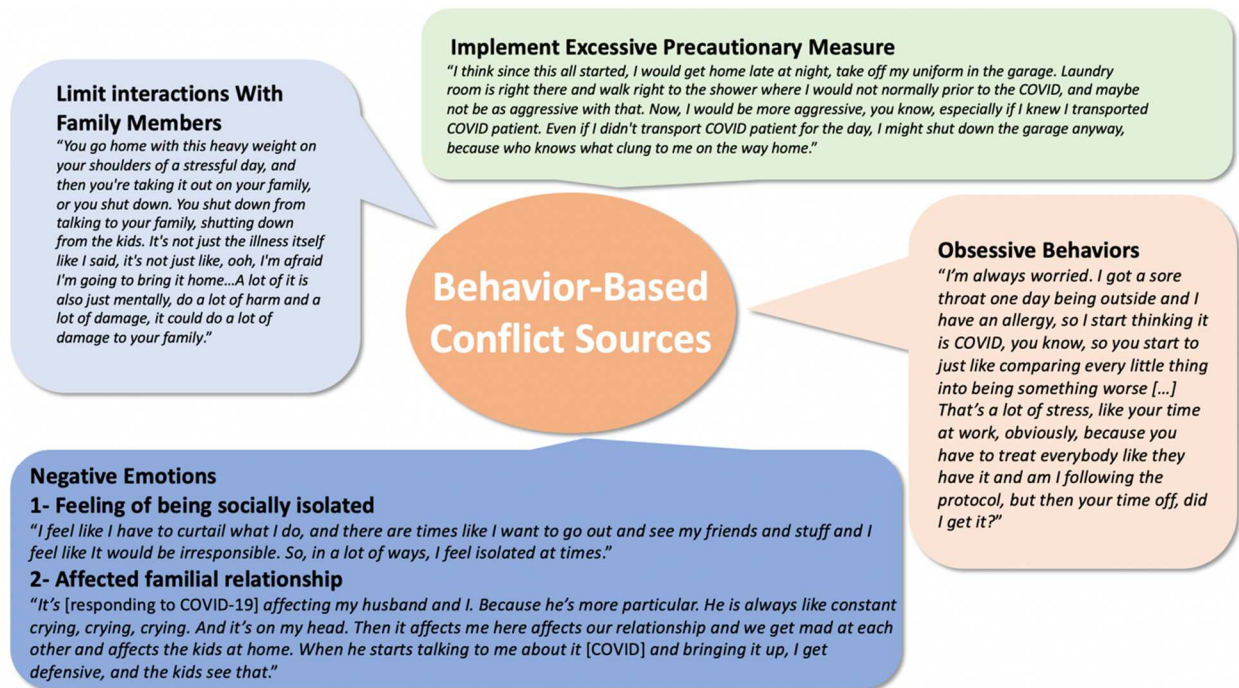 Implement Excessive Precautionary Measure
“I think since this all started, I would get home late at night, take off my uniform in the garage. Laundry
room is right there and walk right to the shower where I would not normally prior to the COVID, and maybe
not be as aggressive with that. Now, I would be more aggressive, you know, especially if I knew I transported
COVID patient. Even if I didn't transport COVID patient for the day, I might shut down the garage anyway,
because who knows what clung to me on the way home.”
Limit interactions With
Family Members
“You go home with this heavy weight on
your shoulders of a stressful day, and
then you're taking it out on your family,
or you shut down. You shut down from
talking to your family, shutting down
from the kids. It's not just the illness itself
like I said, it's not just like, ooh, I'm afraid
I'm going to bring it home...A lot of it is
also just mentally, do a lot of harm and a
lot of damage, it could do a lot of
damage to your family.”
Behavior-Based
Conflict Sources
Obsessive Behaviors
“I’m always worried. I got a sore
throat one day being outside and I
have an allergy, so I start thinking it
is COVID, you know, so you start to
just like comparing every little thing
into being something worse […]
That’s a lot of stress, like your time
at work, obviously, because you
have to treat everybody like they
have it and am I following the
protocol, but then your time off, did
I get it?”
Negative Emotions
1- Feeling of being socially isolated
“I feel like I have to curtail what I do, and there are times like I want to go out and see my friends and stuff and I
feel like It would be irresponsible. So, in a lot of ways, I feel isolated at times.”
2- Affected familial relationship
“It’s [responding to COVID-19] affecting my husband and I. Because he’s more particular. He is always like constant
crying, crying, crying. And it’s on my head. Then it affects me here affects our relationship and we get mad at each
other and affects the kids at home. When he starts talking to me about it [COVID] and bringing it up, I get
defensive, and the kids see that.”